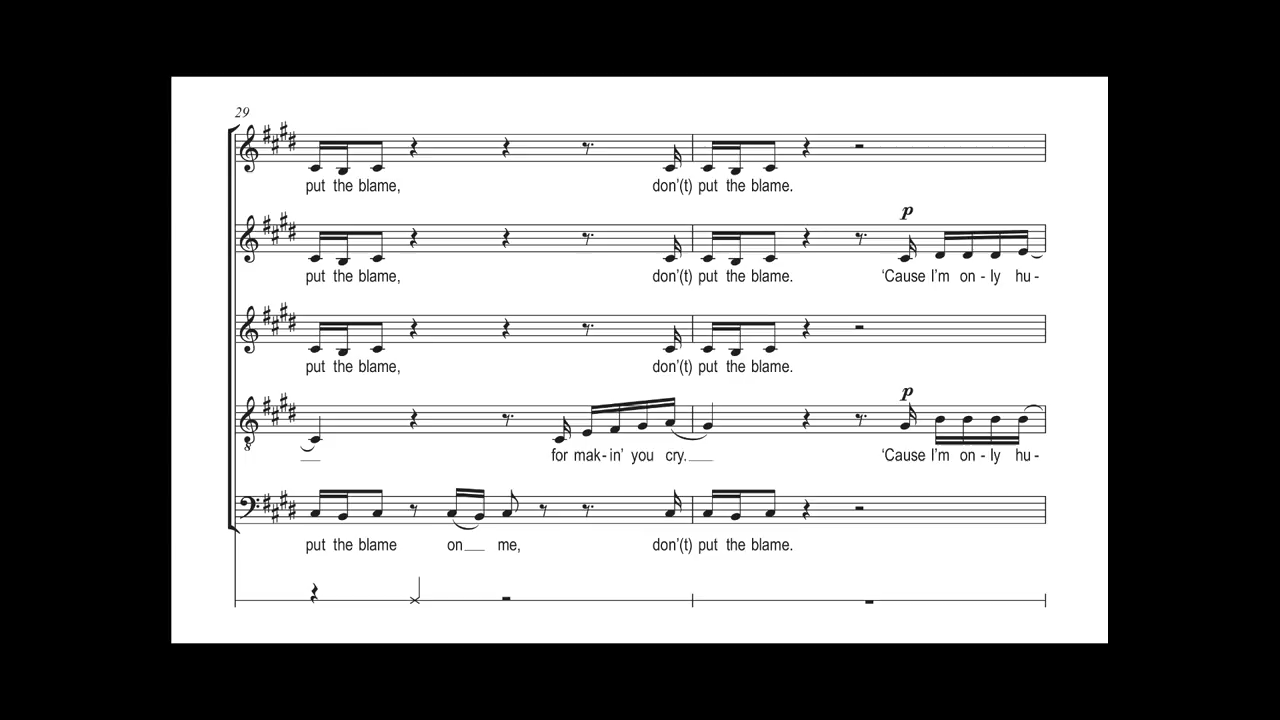 29
put the blame, don'(t) put the blame.
p
put the blame, don'(t) put the blame. 'Cause I'm on - ly hu -
put the blame, don'(t) put the blame.
p
8
for mak - in' you cry. 'Cause I'm on - ly hu -
put the blame on me, don'(t) put the blame.